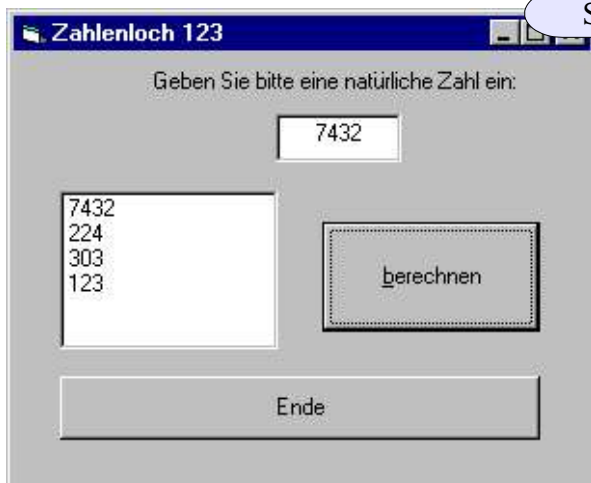 Zahlenloch 123
Geben Sie bitte eine natürliche Zahl ein:
7432
7432
224
303
123
berechnen
Ende